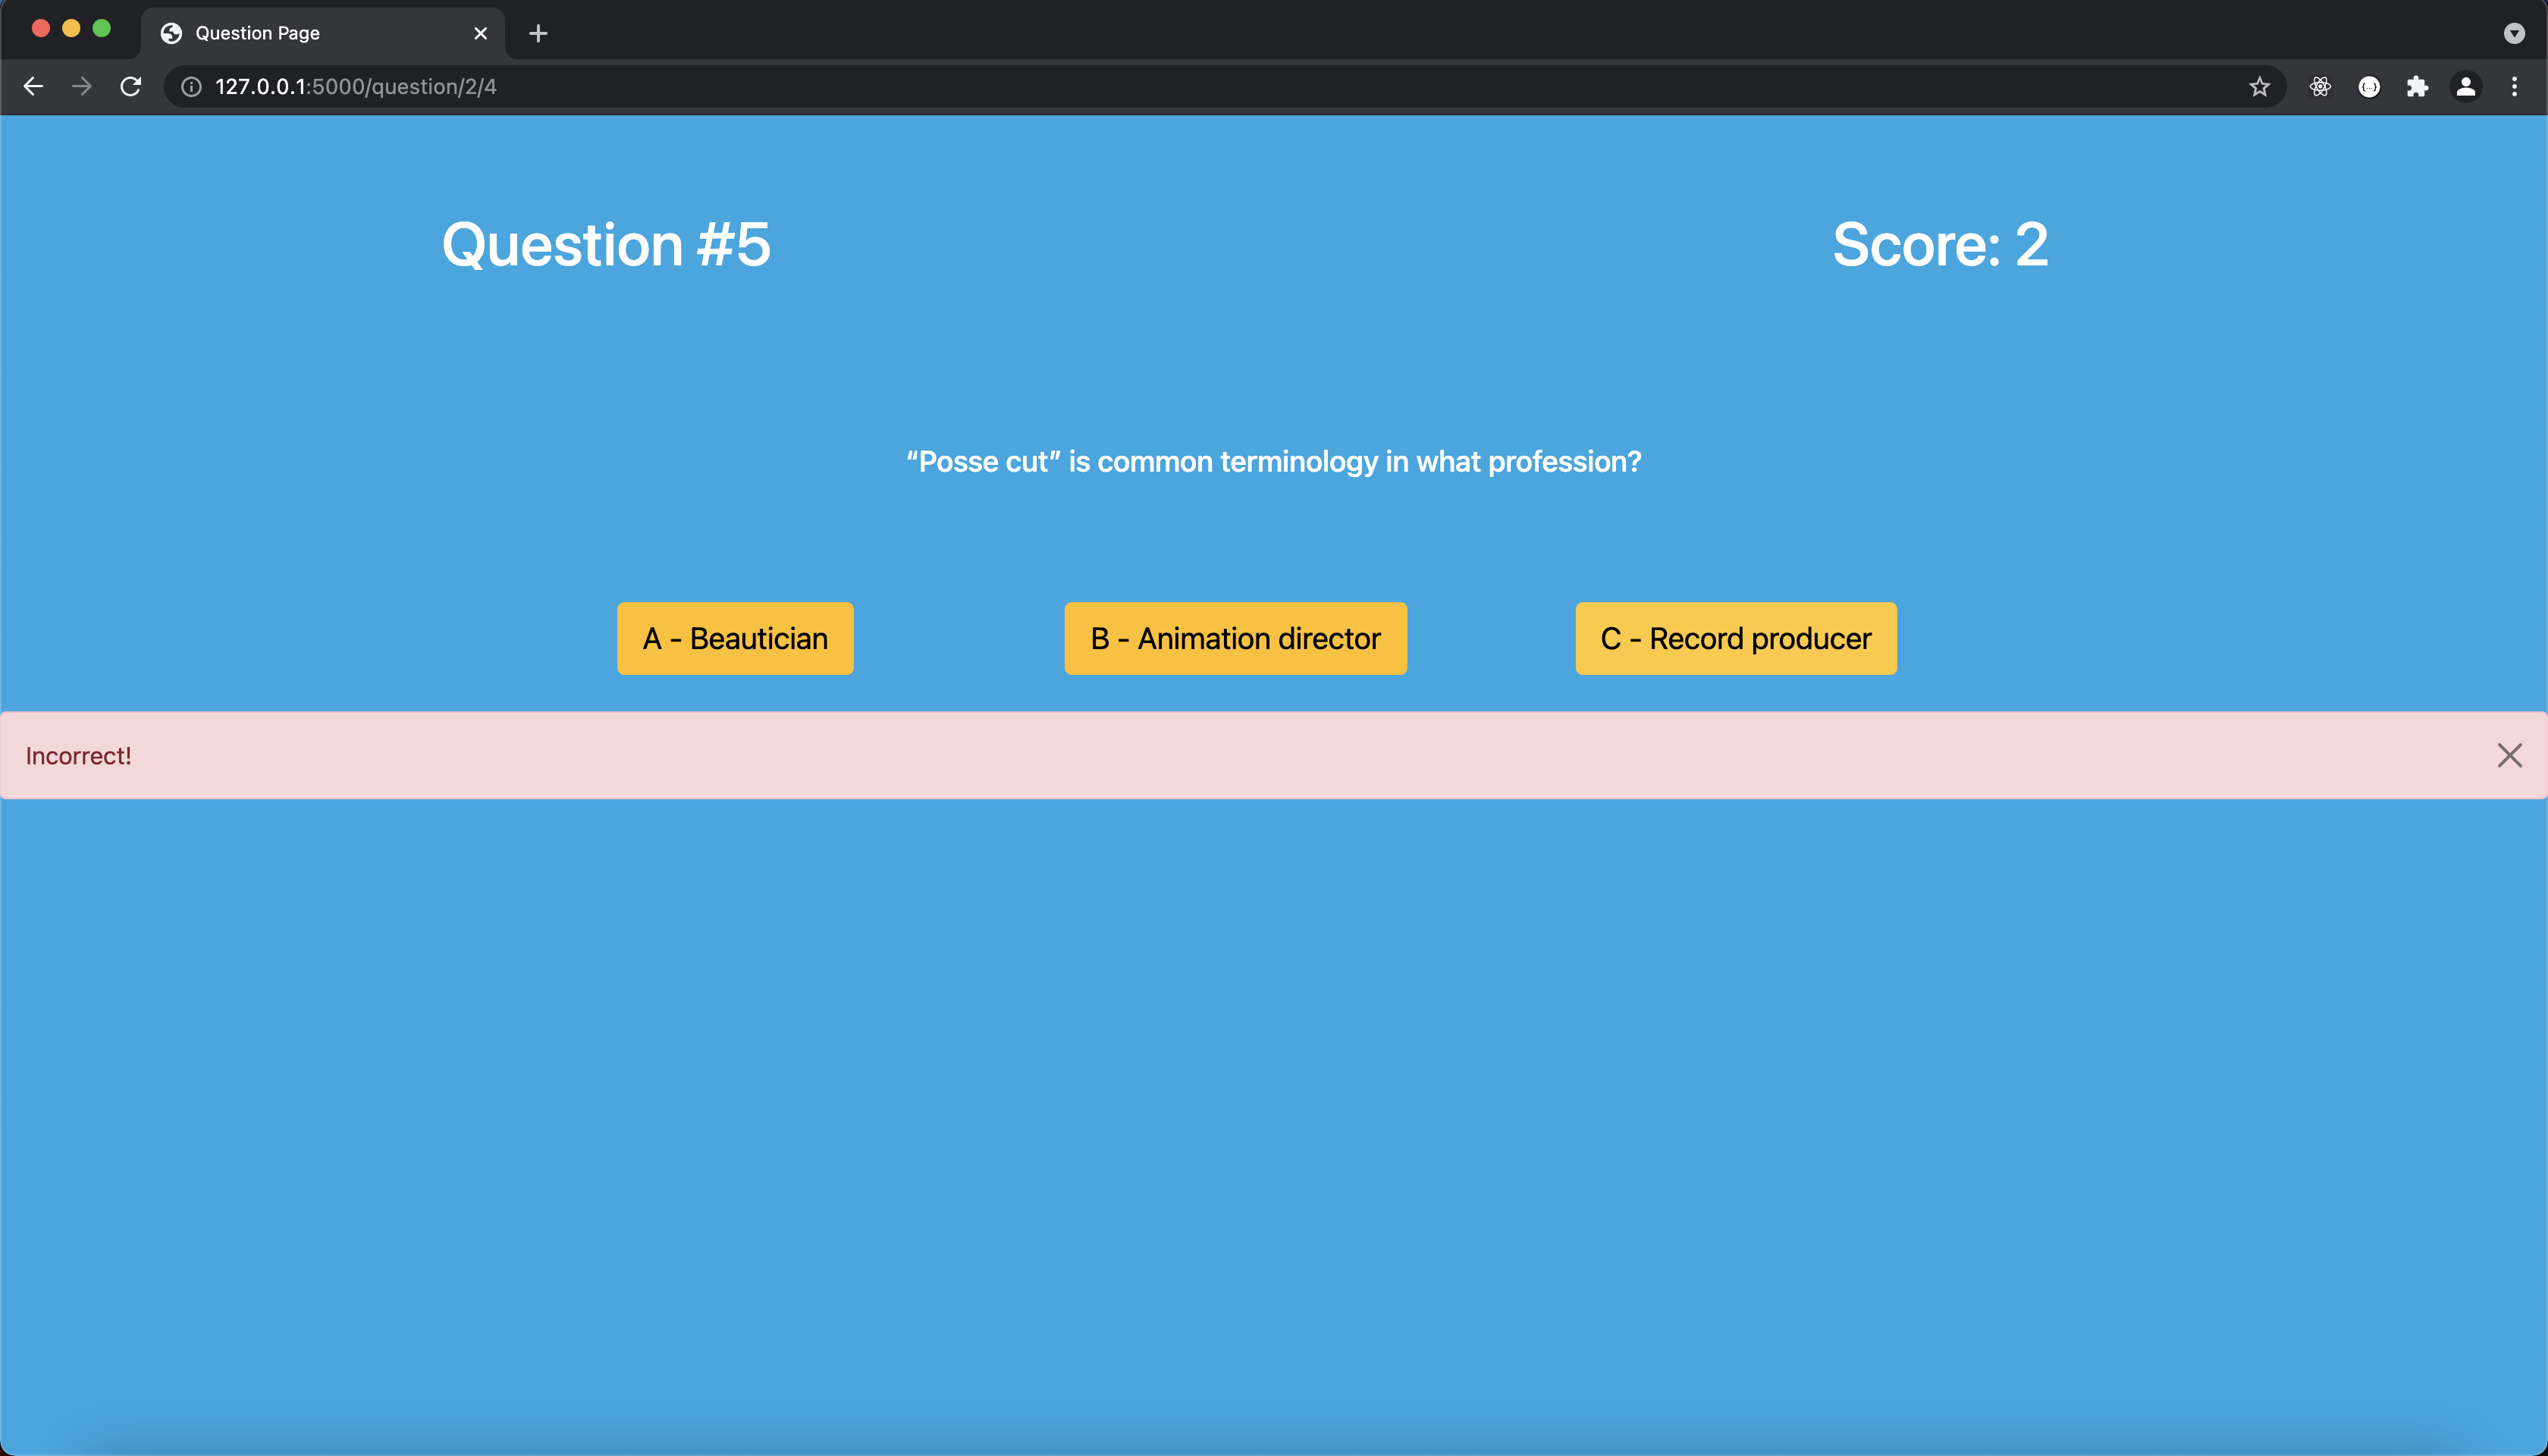 Question Page
127.0.0.1:5000/question/2/4
Question #5
Score: 2
“Posse cut” is common terminology in what profession?
A - Beautician
B - Animation director
C - Record producer
Incorrect!